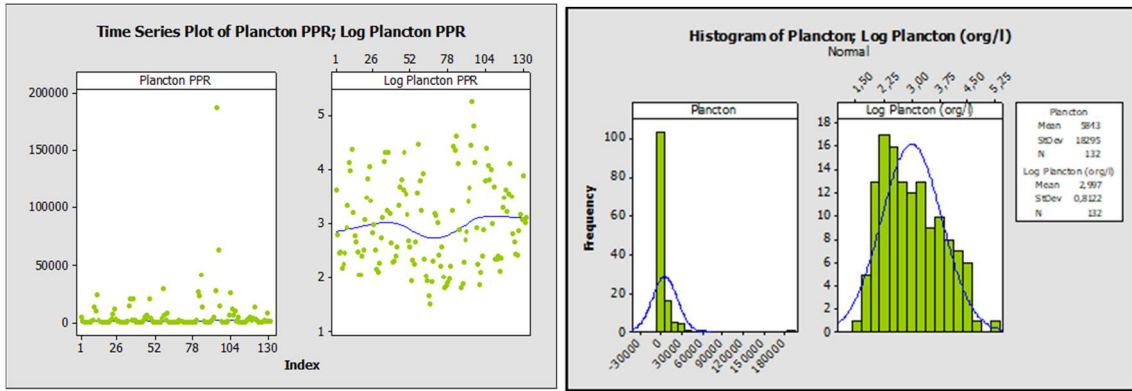 Time Series Plot of Plancton PPR; Log Plancton PPR
1 26 52 78 104 130
Plancton PPR
Log Plancton PPR
200000
150000
100000
50000
0
5
4
3
2
1
1 26 52 78 104 130
Index
Histogram of Plancton; Log Plancton (org/l)
Normal
1,50 2,25 3,00 3,75 4,50 5,25
Plancton
Log Plancton (org/l)
Frequency
100
80
60
40
20
0
18
16
14
12
10
8
6
4
2
0
-30000 0 30000 60000 90000 120000 150000 180000
Plancton
Mean 5843
StDev 18295
N 132
Log Plancton (org/l)
Mean 2,997
StDev 0,8122
N 132